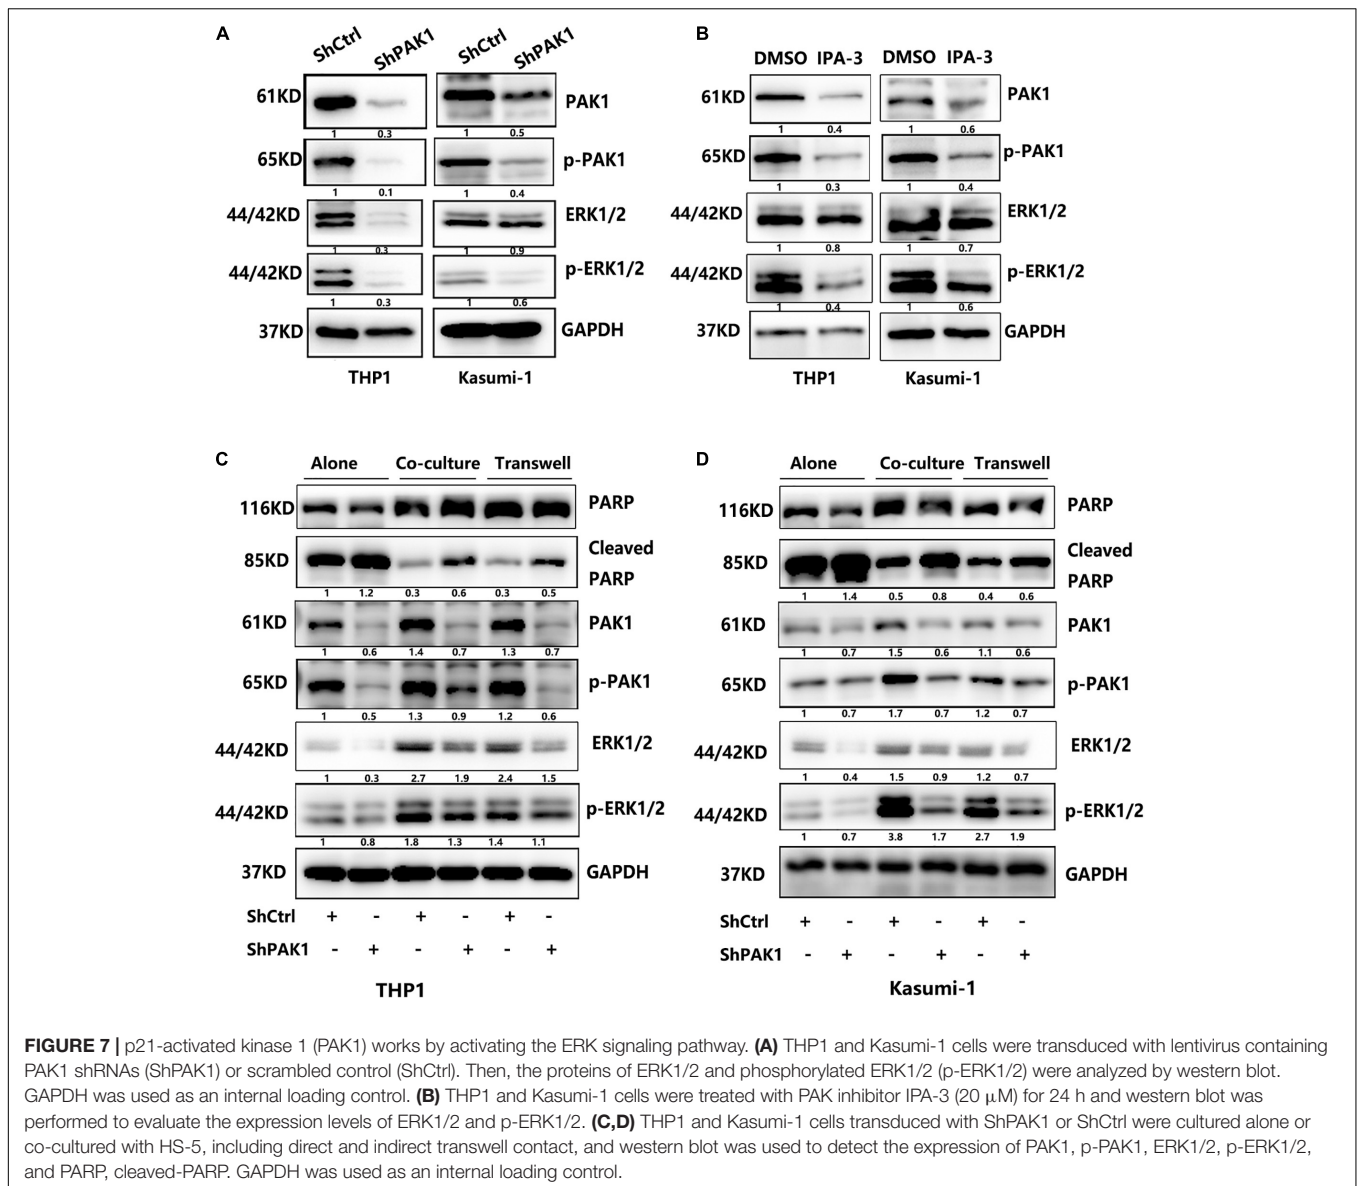 A
ShCtrl ShPAK1 ShCtrl ShPAK1
61KD PAK1
1 0.3 1 0.5
65KD p-PAK1
1 0.1 1 0.4
44/42KD ERK1/2
1 0.3 1 0.9
44/42KD p-ERK1/2
1 0.3 1 0.6
37KD GAPDH
THP1 Kasumi-1
B
DMSO IPA-3 DMSO IPA-3
61KD PAK1
1 0.4 1 0.6
65KD p-PAK1
1 0.3 1 0.4
44/42KD ERK1/2
1 0.8 1 0.7
44/42KD p-ERK1/2
1 0.4 1 0.6
37KD GAPDH
THP1 Kasumi-1
C
Alone Co-culture Transwell
116KD PARP
85KD Cleaved
PARP
1 1.2 0.3 0.6 0.3 0.5
61KD PAK1
1 0.6 1.4 0.7 1.3 0.7
65KD p-PAK1
1 0.5 1.3 0.9 1.2 0.6
44/42KD ERK1/2
1 0.3 2.7 1.9 2.4 1.5
44/42KD p-ERK1/2
1 0.8 1.8 1.3 1.4 1.1
37KD GAPDH
ShCtrl + - + - + -
ShPAK1 - + - + - +
THP1
D
Alone Co-culture Transwell
116KD PARP
85KD Cleaved
PARP
1 1.4 0.5 0.8 0.4 0.6
61KD PAK1
1 0.7 1.5 0.6 1.1 0.6
65KD p-PAK1
1 0.7 1.7 0.7 1.2 0.7
44/42KD ERK1/2
1 0.4 1.5 0.9 1.2 0.7
44/42KD p-ERK1/2
1 0.7 3.8 1.7 2.7 1.9
37KD GAPDH
ShCtrl + - + - + -
ShPAK1 - + - + - +
Kasumi-1
FIGURE 7 | p21-activated kinase 1 (PAK1) works by activating the ERK signaling pathway. (A) THP1 and Kasumi-1 cells were transduced with lentivirus containing
PAK1 shRNAs (ShPAK1) or scrambled control (ShCtrl). Then, the proteins of ERK1/2 and phosphorylated ERK1/2 (p-ERK1/2) were analyzed by western blot.
GAPDH was used as an internal loading control. (B) THP1 and Kasumi-1 cells were treated with PAK inhibitor IPA-3 (20 μM) for 24 h and western blot was
performed to evaluate the expression levels of ERK1/2 and p-ERK1/2. (C,D) THP1 and Kasumi-1 cells transduced with ShPAK1 or ShCtrl were cultured alone or
co-cultured with HS-5, including direct and indirect transwell contact, and western blot was used to detect the expression of PAK1, p-PAK1, ERK1/2, p-ERK1/2,
and PARP, cleaved-PARP. GAPDH was used as an internal loading control.